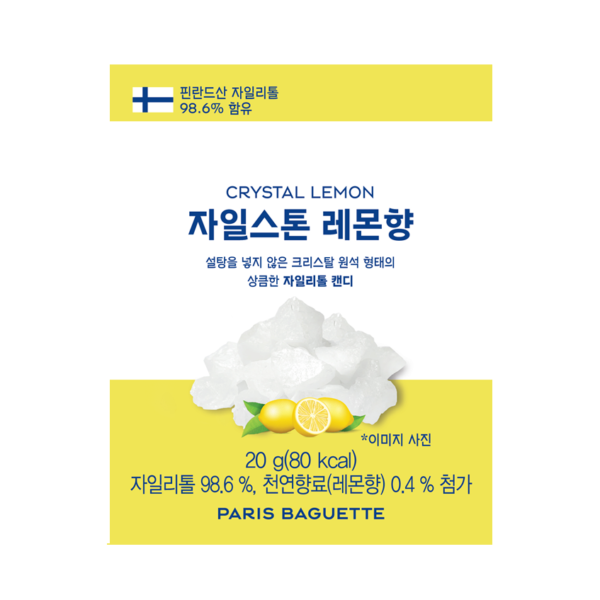 핀란드산 자일리톨
98.6% 함유
CRYSTAL LEMON
자일스톤 레몬향
설탕을 넣지 않은 크리스탈 원석 형태의
상큼한 자일리톨 캔디
*이미지 사진
20 g(80 kcal)
자일리톨 98.6 %, 천연향료(레몬향) 0.4 % 첨가
PARIS BAGUETTE